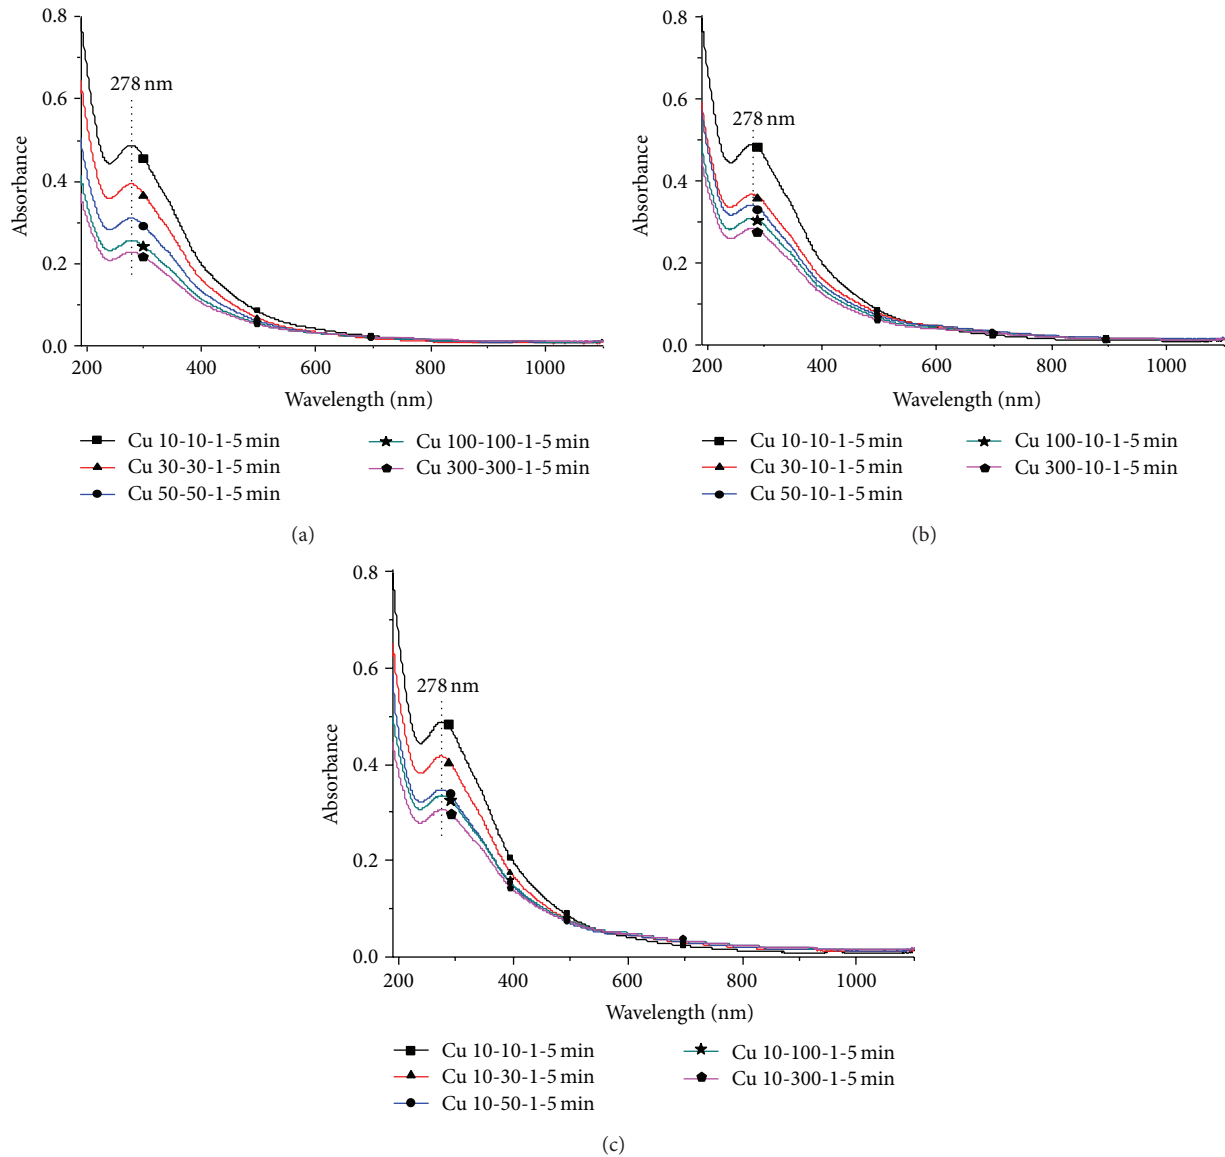 0.8
0.6
0.4
0.2
0.0
Absorbance
278 nm
200 400 600 800 1000
Wavelength (nm)
Cu 10-10-1-5 min
Cu 30-30-1-5 min
Cu 50-50-1-5 min
Cu 100-100-1-5 min
Cu 300-300-1-5 min
(a)
0.8
0.6
0.4
0.2
0.0
Absorbance
278 nm
200 400 600 800 1000
Wavelength (nm)
Cu 10-10-1-5 min
Cu 30-10-1-5 min
Cu 50-10-1-5 min
Cu 100-10-1-5 min
Cu 300-10-1-5 min
(b)
0.8
0.6
0.4
0.2
0.0
Absorbance
278 nm
200 400 600 800 1000
Wavelength (nm)
Cu 10-10-1-5 min
Cu 10-30-1-5 min
Cu 10-50-1-5 min
Cu 10-100-1-5 min
Cu 10-300-1-5 min
(c)